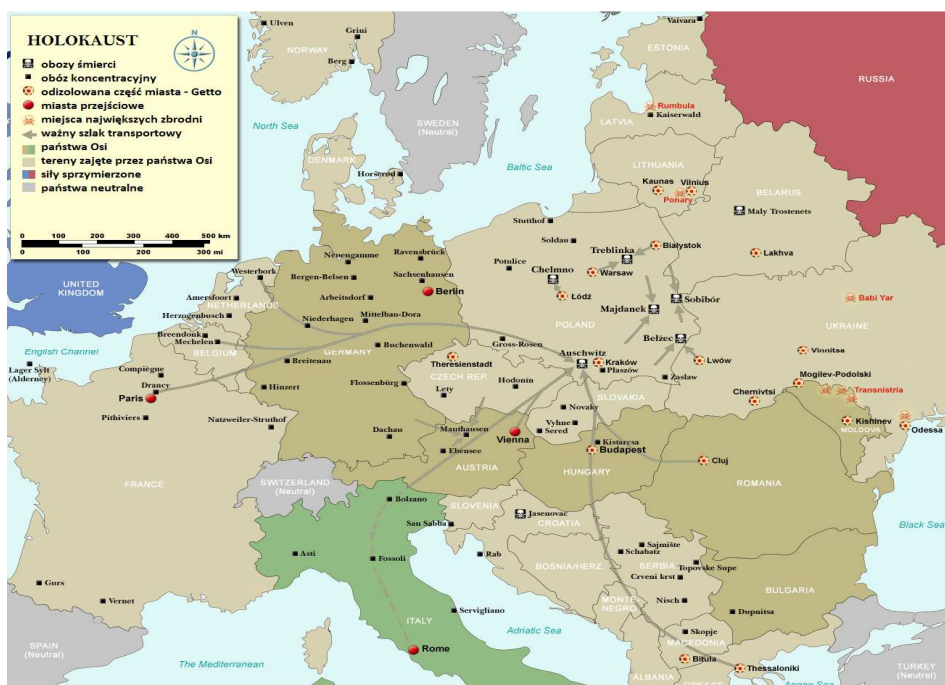 HOLOKAUST
N
obozy śmierci
obóz koncentracyjny
odizolowana część miasta - Getto
miasta przejściowe
miejsca największych zbrodni
ważny szlak transportowy
państwa Osi
tereny zajęte przez państwa Osi
siły sprzymierzone
państwa neutralne
0 100 200 300 400 500 km
0 100 200 300 mi
Ulven
Grini
NORWAY
Berg
Vaivara
ESTONIA
RUSSIA
North Sea
SWEDEN
(Neutral)
Rumbula
Kaiserwald
LATVIA
DENMARK
Horserød
Baltic Sea
LITHUANIA
Kaunas
Vilnius
Ponary
BELARUS
Maly Trostenets
Stutthof
Soldau
Treblinka
Białystok
Lakhva
Neuengamme
Ravensbrück
Potulice
Chelmno
Warsaw
Westerbork
Bergen-Belsen
Sachsenhausen
Berlin
UNITED
KINGDOM
Amersfoort
NETHERLANDS
Arbeitsdorf
Łódź
Majdanek
Sobibór
Babi Yar
Herzogenbusch
Niederhagen
Mittelbau-Dora
POLAND
UKRAINE
Breendonk
Mechelen
BELGIUM
GERMANY
Buchenwald
Gross-Rosen
Bełżec
English Channel
Lager Sylt
(Alderney)
Compiègne
Breitenau
Theresienstadt
Auschwitz
Kraków
Płaszów
Lwów
Vinnitsa
Drancy
Hinzert
Flossenbürg
CZECH REP.
Hodonín
Zaslaw
Mogilev-Podolski
Paris
Lety
SLOVAKIA
Chernivtsi
Transnistria
Pithiviers
Natzweiler-Struthof
Novaky
Dachau
Mauthausen
Vienna
Vyhne
Sered
Kistarcsa
Kishinev
MOLDOVA
Odessa
Ebensee
Budapest
AUSTRIA
HUNGARY
Cluj
FRANCE
SWITZERLAND
(Neutral)
ROMANIA
Bolzano
SLOVENIA
Jasenovac
San Sabba
CROATIA
Black Sea
Asti
Fossoli
Rab
Sajmište
Schabatz
BOSNIA/HERZ.
SERBIA
Topovske Supe
Crveni krst
Gurs
Vernet
Servigliano
MONTE-
NEGRO
Nisch
BULGARIA
Dupnitsa
SPAIN
(Neutral)
ITALY
Adriatic Sea
Skopje
MACEDONIA
The Mediterranean
Rome
Bitula
Thessaloniki
TURKEY
(Neutral)
ALBANIA
GREECE
Aegan Sea